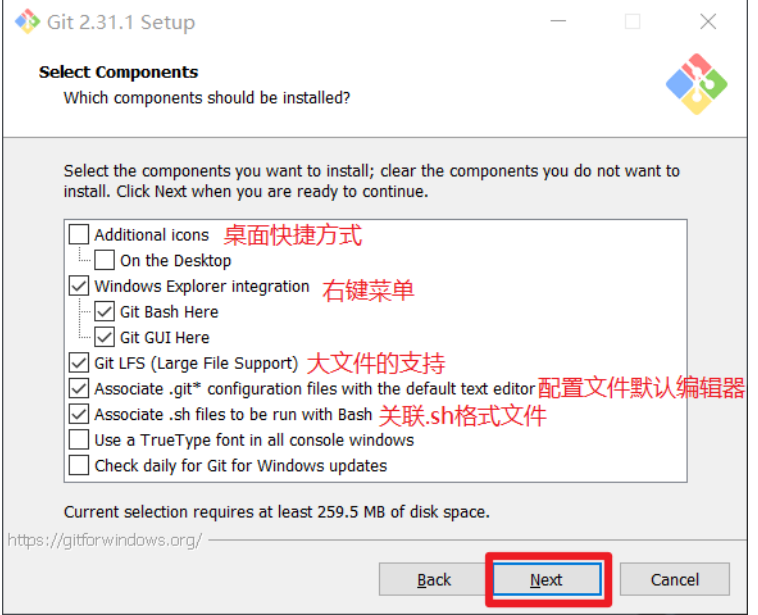 Git 2.31.1 Setup
Select Components
Which components should be installed?
Select the components you want to install; clear the components you do not want to
install. Click Next when you are ready to continue.
Additional icons 桌面快捷方式
On the Desktop
Windows Explorer integration 右键菜单
Git Bash Here
Git GUI Here
Git LFS (Large File Support) 大文件的支持
Associate .git* configuration files with the default text editor 配置文件默认编辑器
Associate .sh files to be run with Bash 关联.sh格式文件
Use a TrueType font in all console windows
Check daily for Git for Windows updates
Current selection requires at least 259.5 MB of disk space.
https://gitforwindows.org/
Back Next Cancel